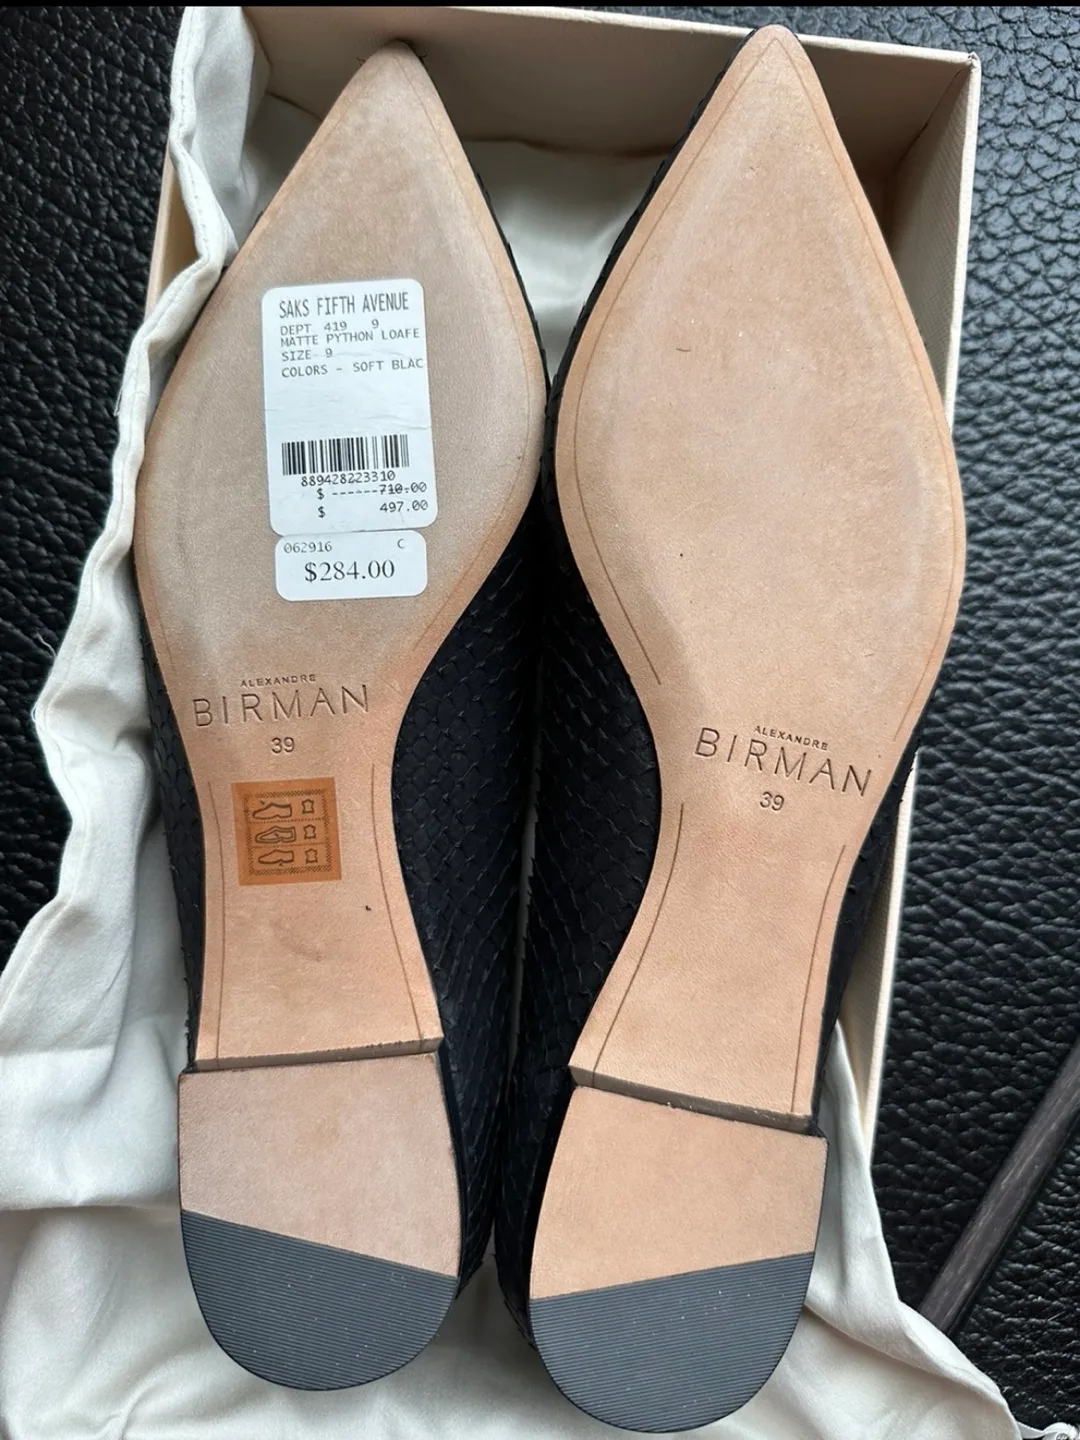 SAKS FIFTH AVENUE
DEPT 419 9
MATTE PYTHON LOAFE
SIZE- 9
COLORS - SOFT BLAC
889428223310
$ ------710.00
$ 497.00
062916 C
$284.00
ALEXANDRE
BIRMAN
39
ALEXANDRE
BIRMAN
39